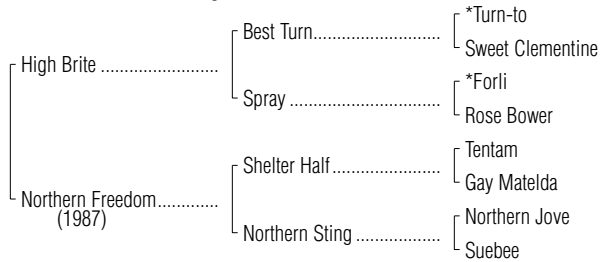 *Turn-to
Best Turn..............................
Sweet Clementine
High Brite ........................
*Forli
Spray ....................................
Rose Bower
Tentam
Shelter Half..........................
Gay Matelda
Northern Freedom.............
(1987)
Northern Jove
Northern Sting ....................
Suebee